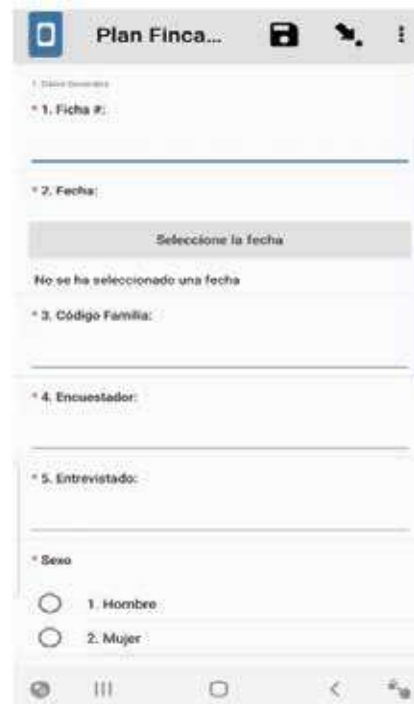 Plan Finca...
* 1. Ficha #:
* 2. Fecha:
Seleccione la fecha
No se ha seleccionado una fecha
* 3. Código Familia:
* 4. Encuestador:
* 5. Entrevistado:
* Sexo
1. Hombre
2. Mujer